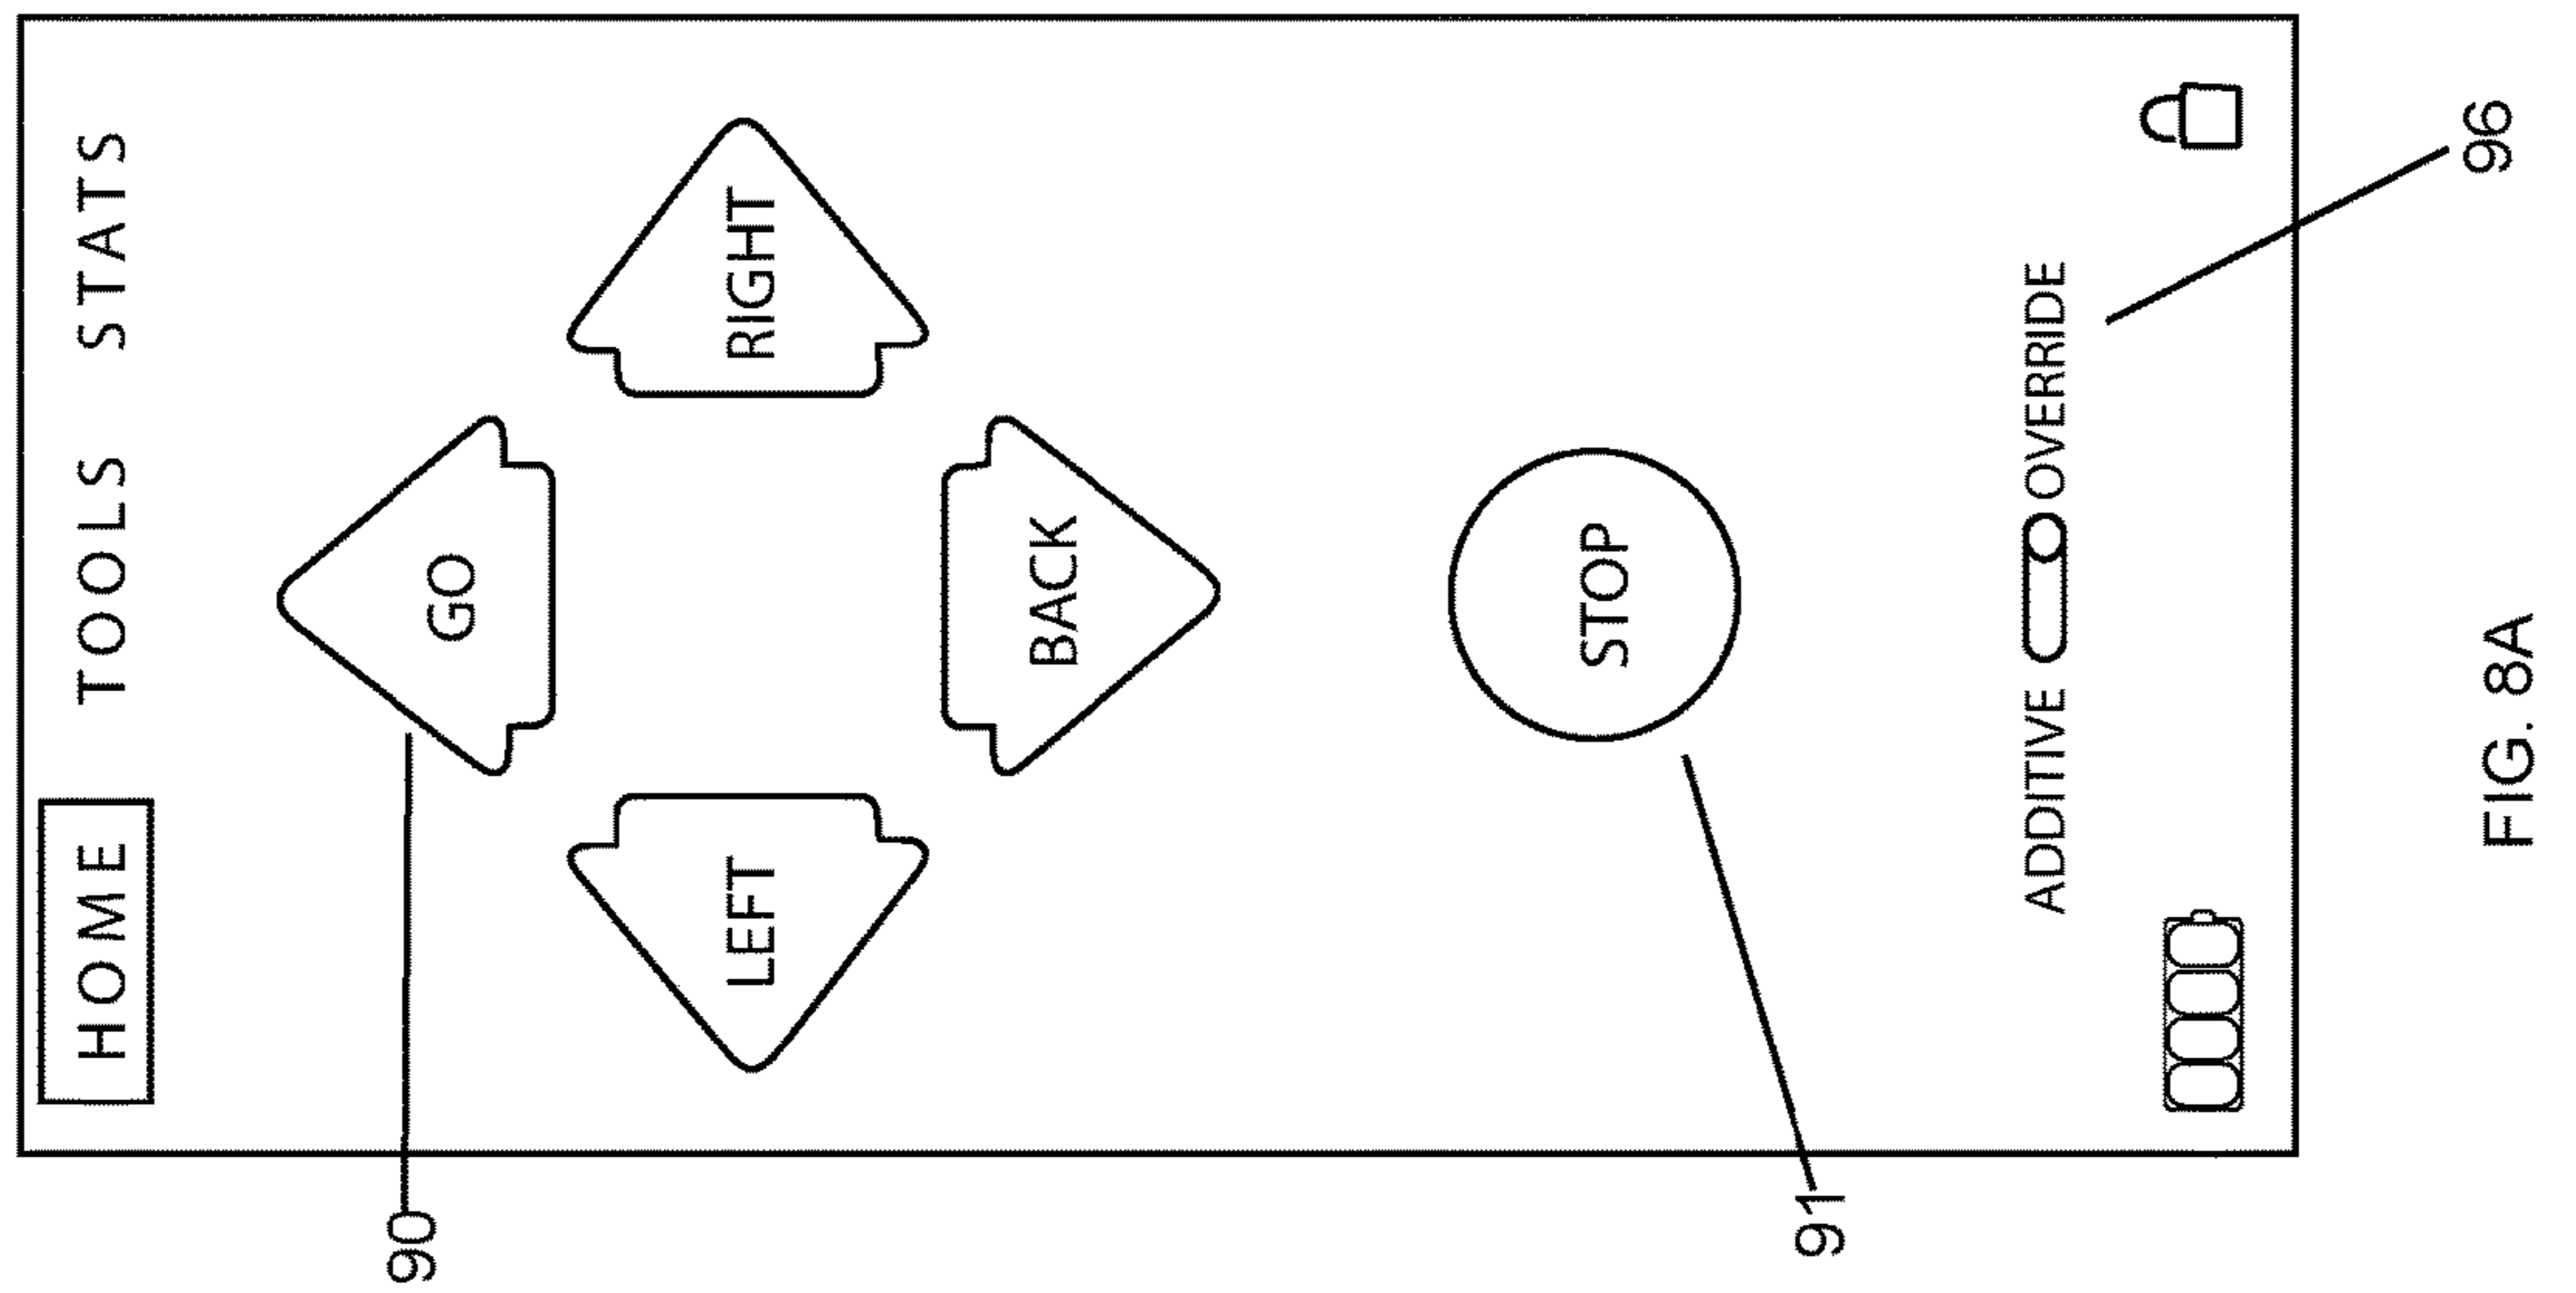 HOME TOOLS STATS
90
GO
LEFT RIGHT
BACK
STOP
91
ADDITIVE OVERRIDE
96
FIG. 8A